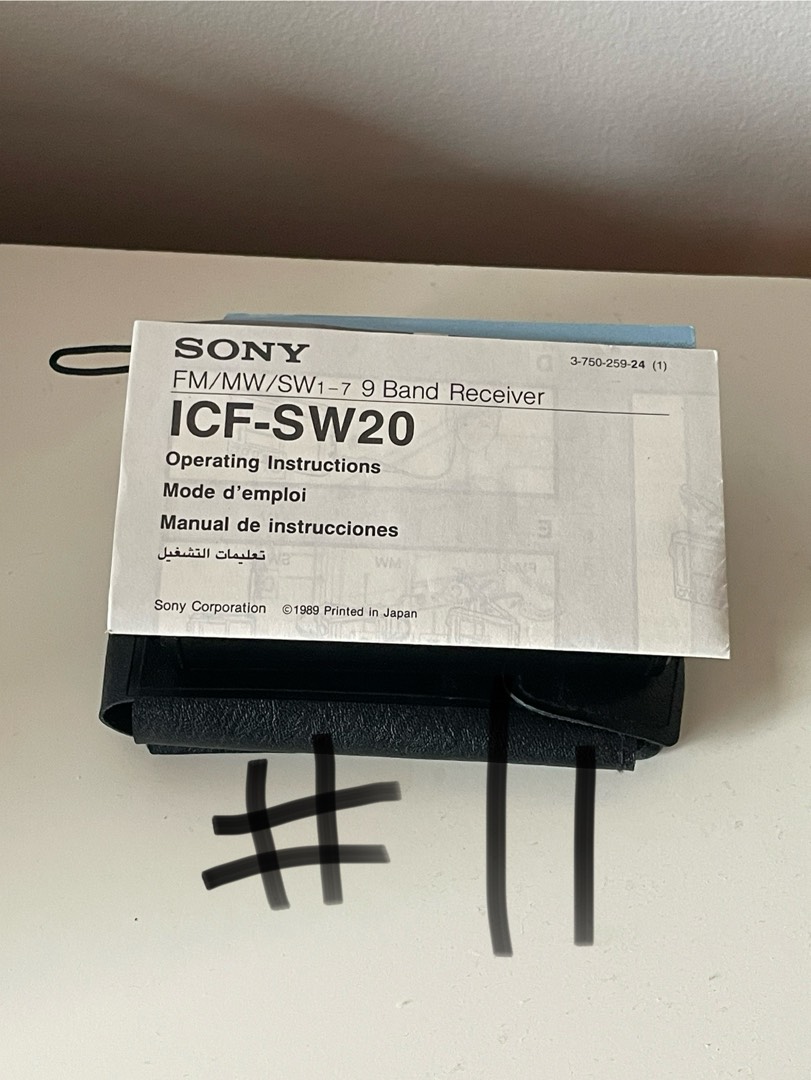 SONY
3-750-259-24 (1)
FM/MW/SW1–7 9 Band Receiver
ICF-SW20
Operating Instructions
Mode d'emploi
Manual de instrucciones
تعليمات التشغيل
Sony Corporation ©1989 Printed in Japan
#11